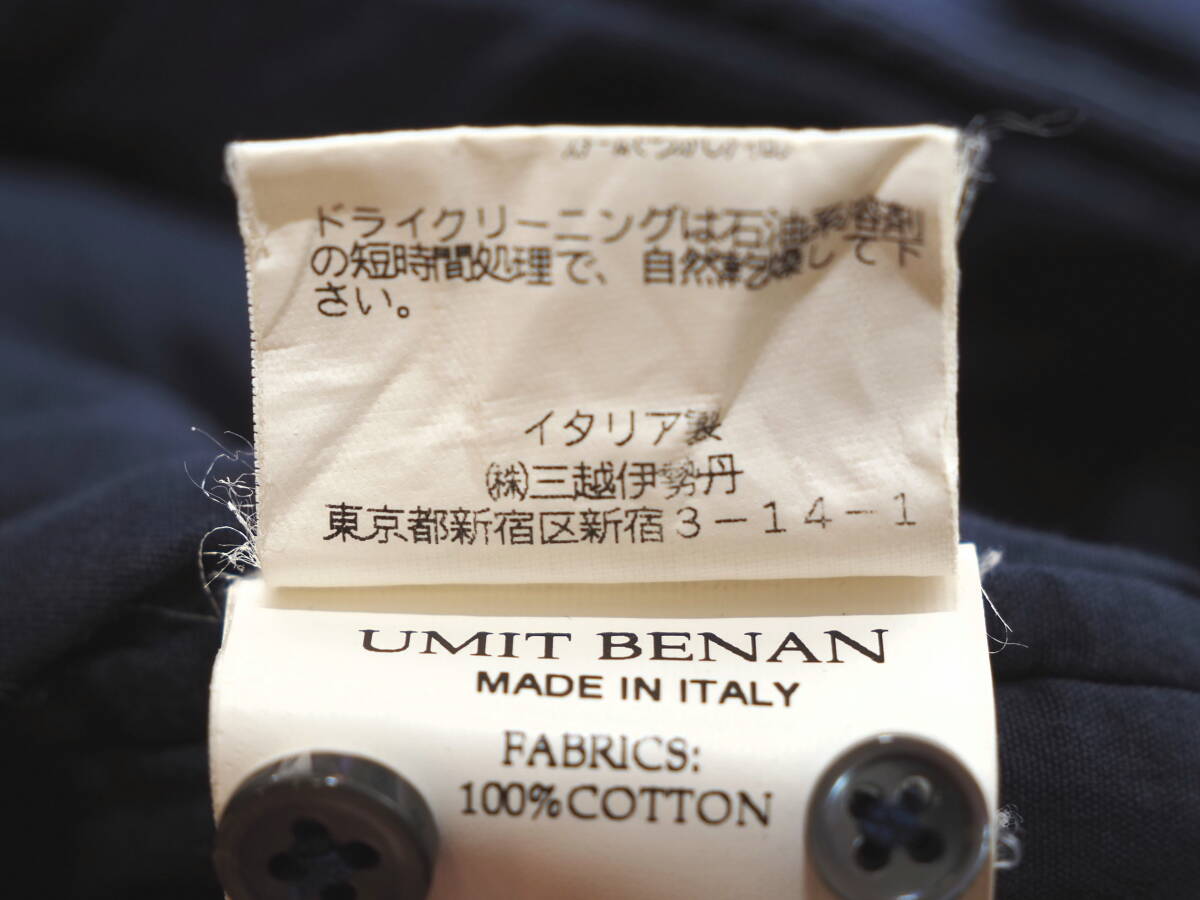 ドライクリーニングは石油系溶剤
の短時間処理で、自然乾燥して下
さい。
イタリア製
㈱三越伊勢丹
東京都新宿区新宿3-14-1
UMIT BENAN
MADE IN ITALY
FABRICS:
100%COTTON